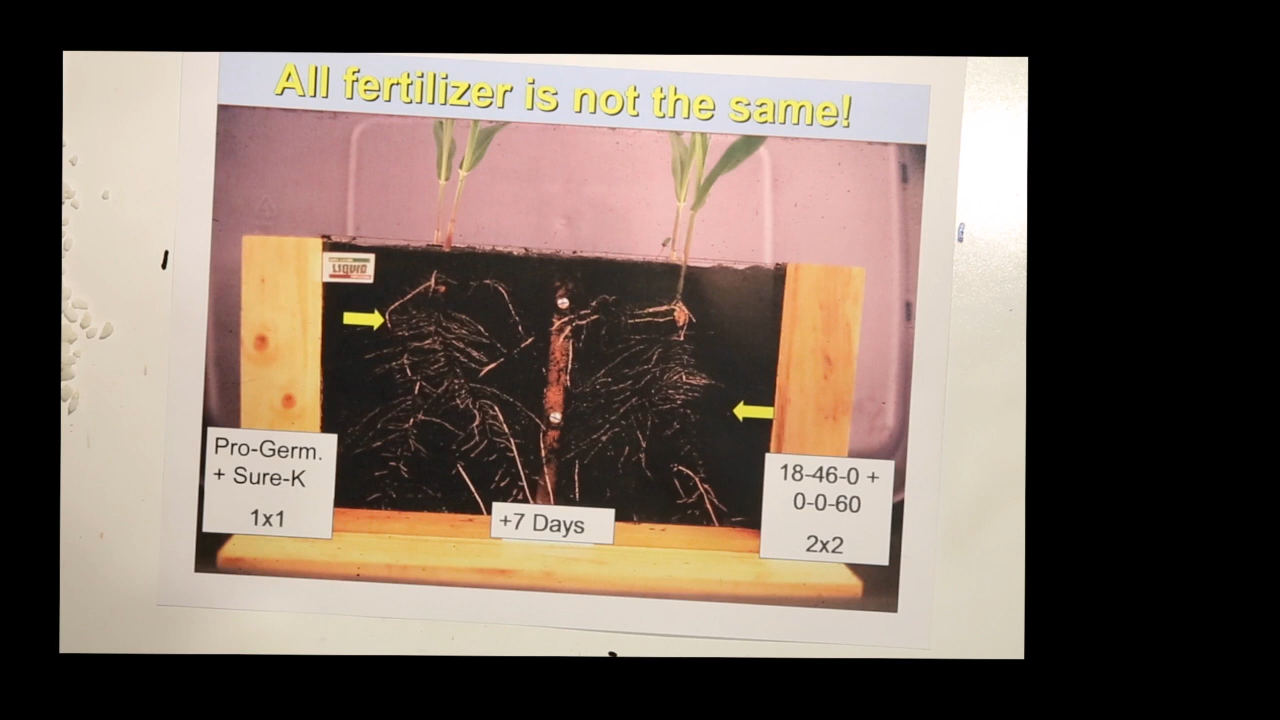 All fertilizer is not the same!
LIQUID
Pro-Germ.
+ Sure-K
1x1
+7 Days
18-46-0 +
0-0-60
2x2